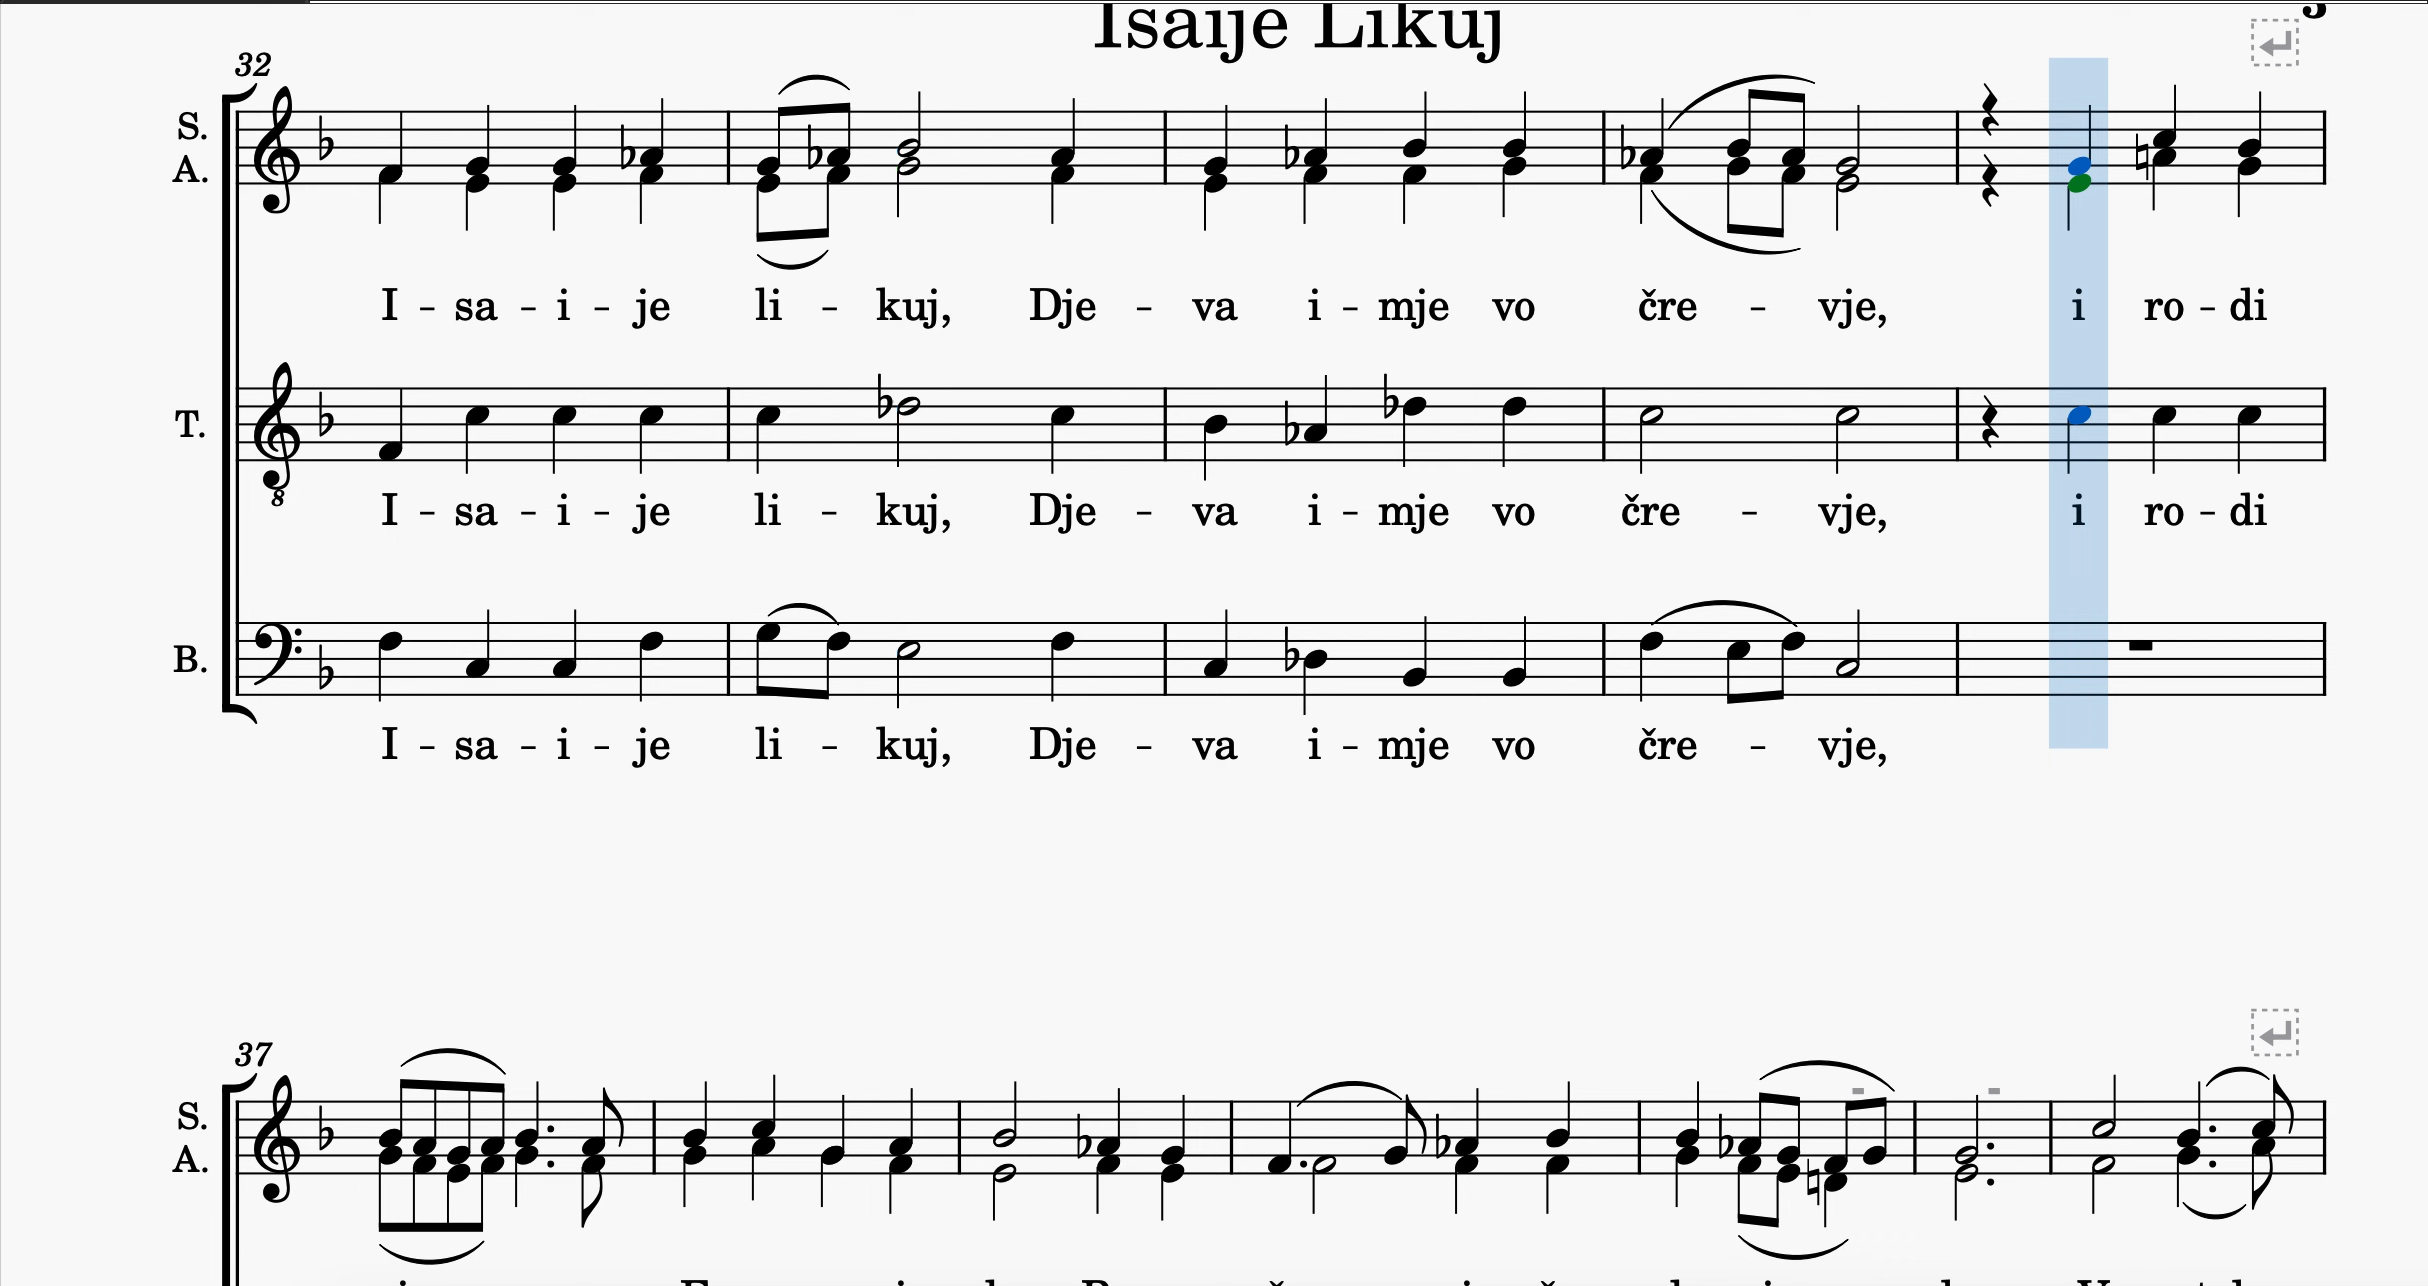 Isaije Likuj
32
S.
A.
I - sa - i - je li - kuj, Dje - va i - mje vo čre - vje, i ro - di
T.
8
I - sa - i - je li - kuj, Dje - va i - mje vo čre - vje, i ro - di
B.
I - sa - i - je li - kuj, Dje - va i - mje vo čre - vje,
37
S.
A.